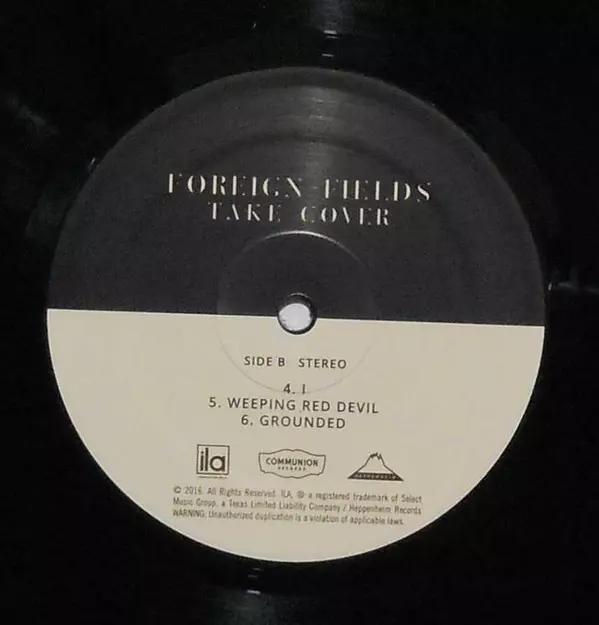 FOREIGN FIELDS
TAKE COVER
SIDE B STEREO
4. I
5. WEEPING RED DEVIL
6. GROUNDED
ila
COMMUNION
RECORDS
HEPPENHEIM
© 2016. All Rights Reserved. ILA, ® a registered trademark of Select
Music Group, a Texas Limited Liability Company / Heppenheim Records
WARNING: Unauthorized duplication is a violation of applicable laws.